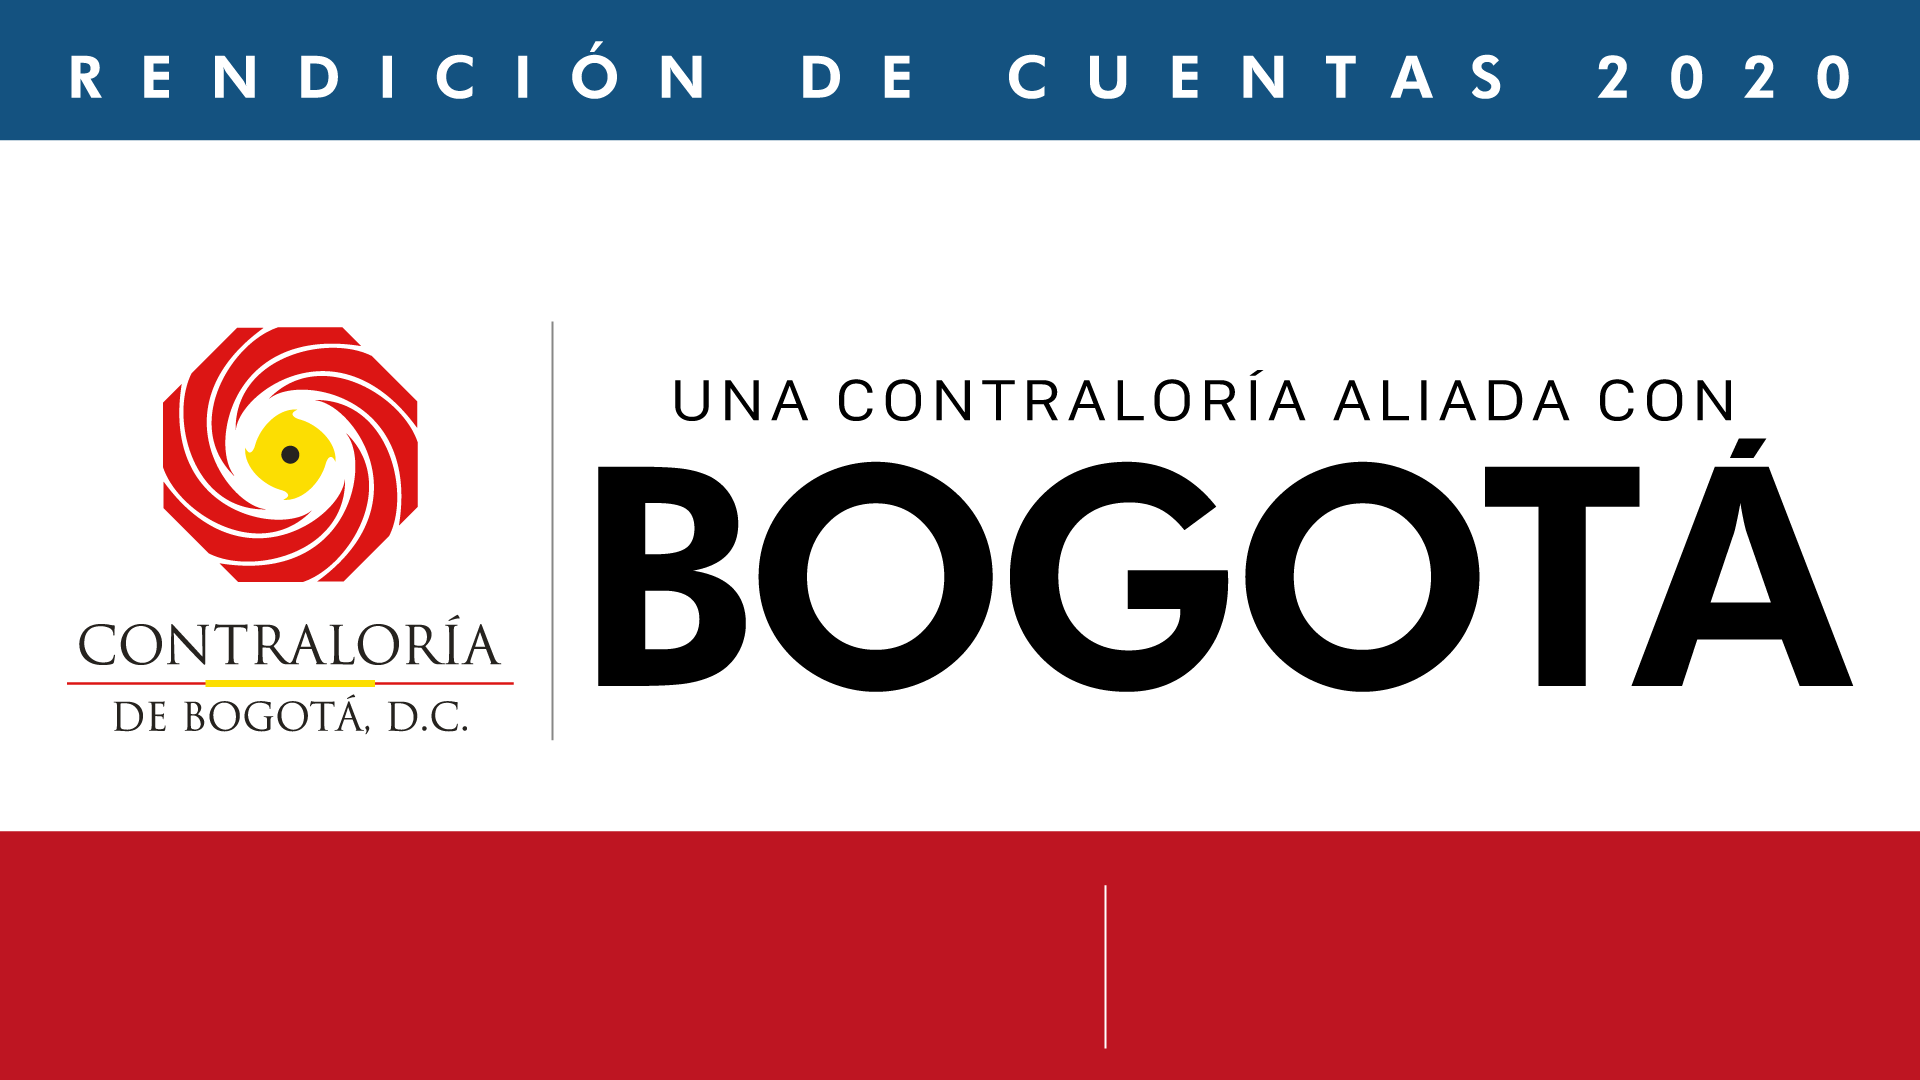 RENDICIÓN DE CUENTAS 2020
UNA CONTRALORÍA ALIADA CON
BOGOTÁ
CONTRALORÍA
DE BOGOTÁ, D.C.